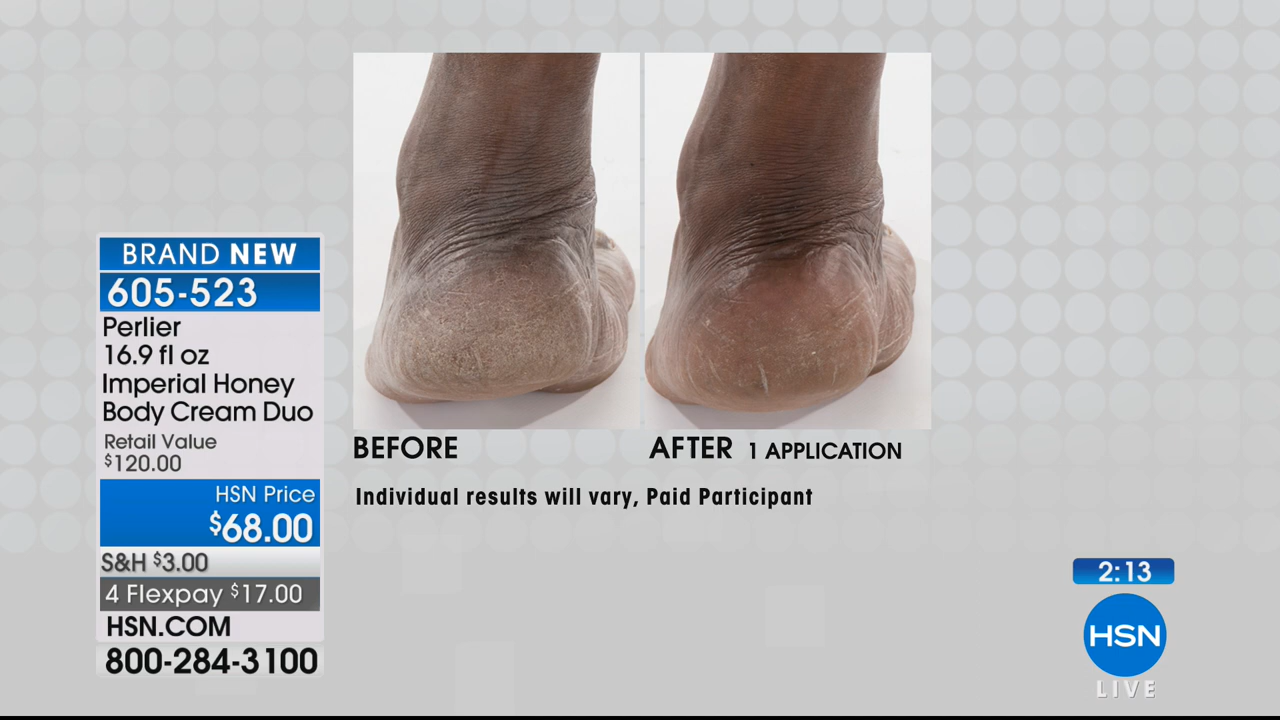 BRAND NEW
605-523
Perlier
16.9 fl oz
Imperial Honey
Body Cream Duo
Retail Value
$120.00
HSN Price
$68.00
S&H $3.00
4 Flexpay $17.00
HSN.COM
800-284-3100
BEFORE
AFTER 1 APPLICATION
Individual results will vary, Paid Participant
2:13
HSN
LIVE